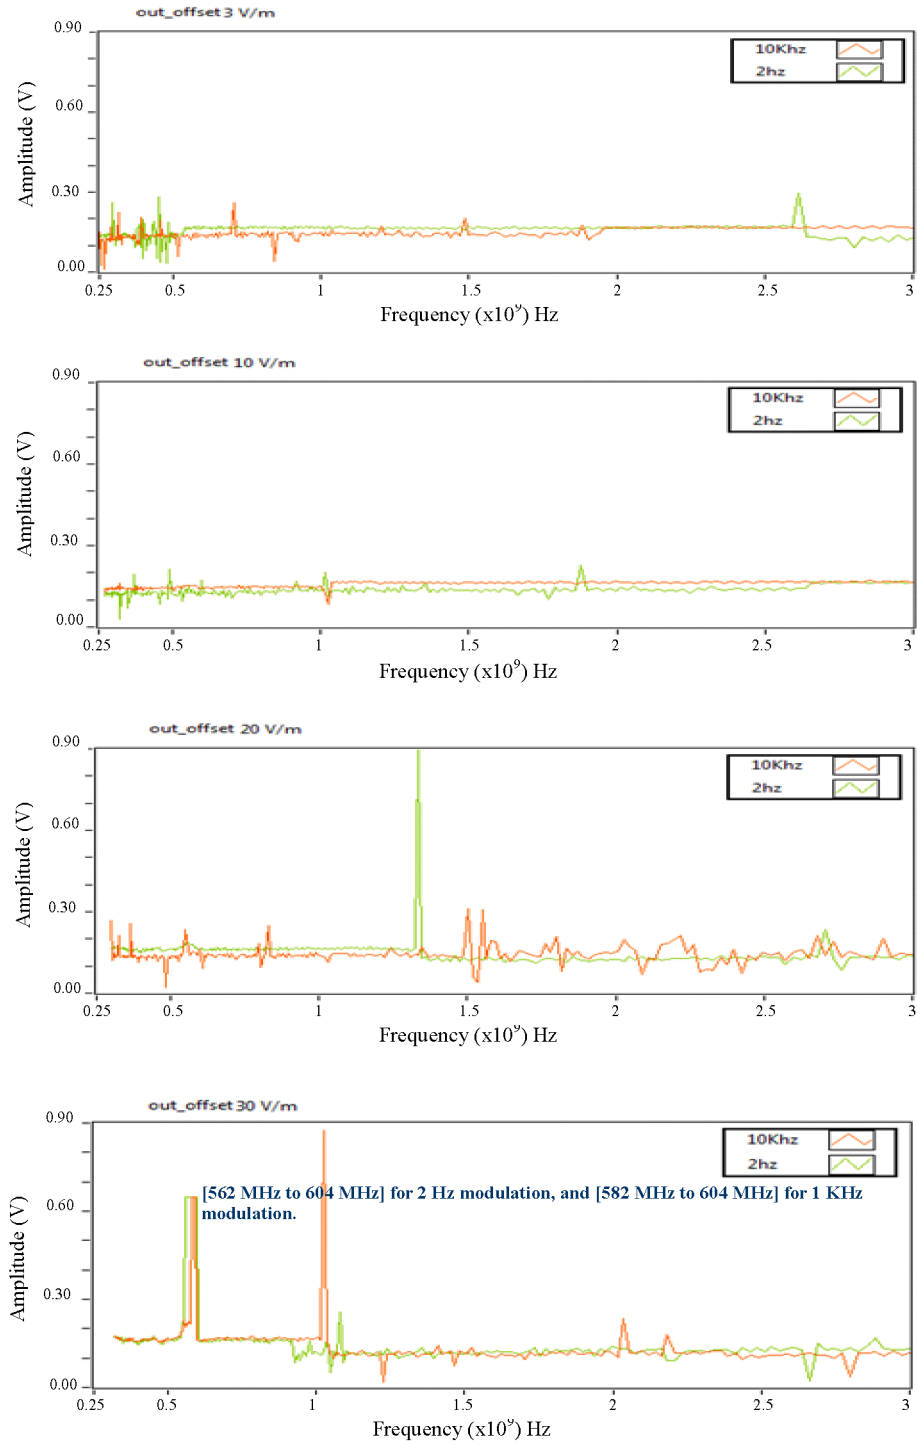 out_offset 3 V/m
0.90
0.60
0.30
0.00
Amplitude (V)
10Khz
2hz
0.25 0.5 1 1.5 2 2.5 3
Frequency (x10⁹) Hz
out_offset 10 V/m
0.90
0.60
0.30
0.00
Amplitude (V)
10Khz
2hz
0.25 0.5 1 1.5 2 2.5 3
Frequency (x10⁹) Hz
out_offset 20 V/m
0.90
0.60
0.30
0.00
Amplitude (V)
10Khz
2hz
0.25 0.5 1 1.5 2 2.5 3
Frequency (x10⁹) Hz
out_offset 30 V/m
0.90
0.60
0.30
0.00
Amplitude (V)
10Khz
2hz
[562 MHz to 604 MHz] for 2 Hz modulation, and [582 MHz to 604 MHz] for 1 KHz
modulation.
0.25 0.5 1 1.5 2 2.5 3
Frequency (x10⁹) Hz